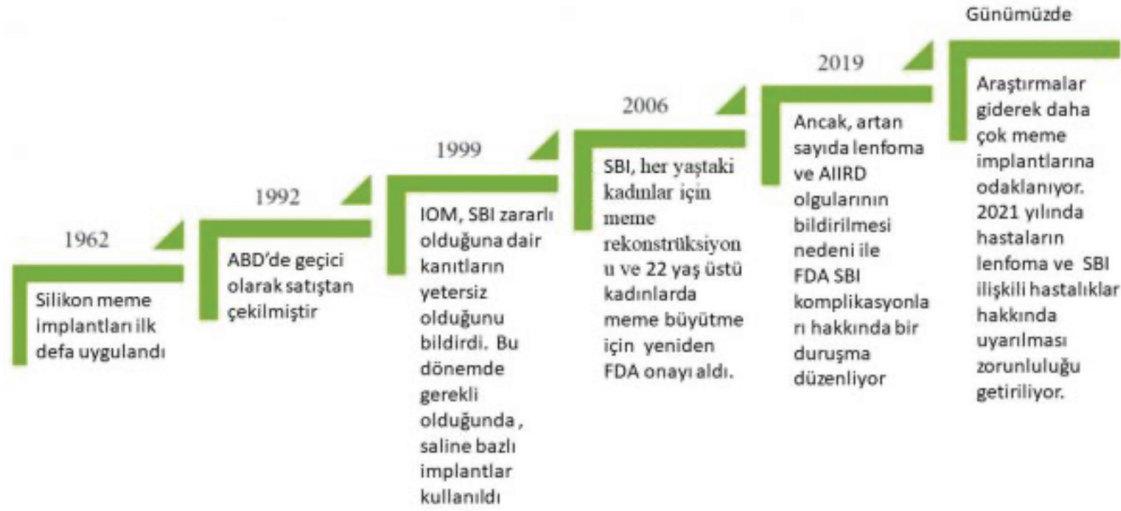 1962
Silikon meme
implantları ilk
defa uygulandı
1992
ABD'de geçici
olarak satıştan
çekilmiştir
1999
IOM, SBI zararlı
olduğuna dair
kanıtların
yetersiz
olduğunu
bildirdi. Bu
dönemde
gerekli
olduğunda ,
saline bazlı
implantlar
kullanıldı
2006
SBI, her yaştaki
kadınlar için
meme
rekonstrüksiyon
u ve 22 yaş üstü
kadınlarda
meme büyütme
için yeniden
FDA onayı aldı.
2019
Ancak, artan
sayıda lenfoma
ve AIIRD
olgularının
bildirilmesi
nedeni ile
FDA SBI
komplikasyonla
rı hakkında bir
duruşma
düzenliyor
Günümüzde
Araştırmalar
giderek daha
çok meme
implantlarına
odaklanıyor.
2021 yılında
hastaların
lenfoma ve SBI
ilişkili hastalıklar
hakkında
uyarılması
zorunluluğu
getiriliyor.